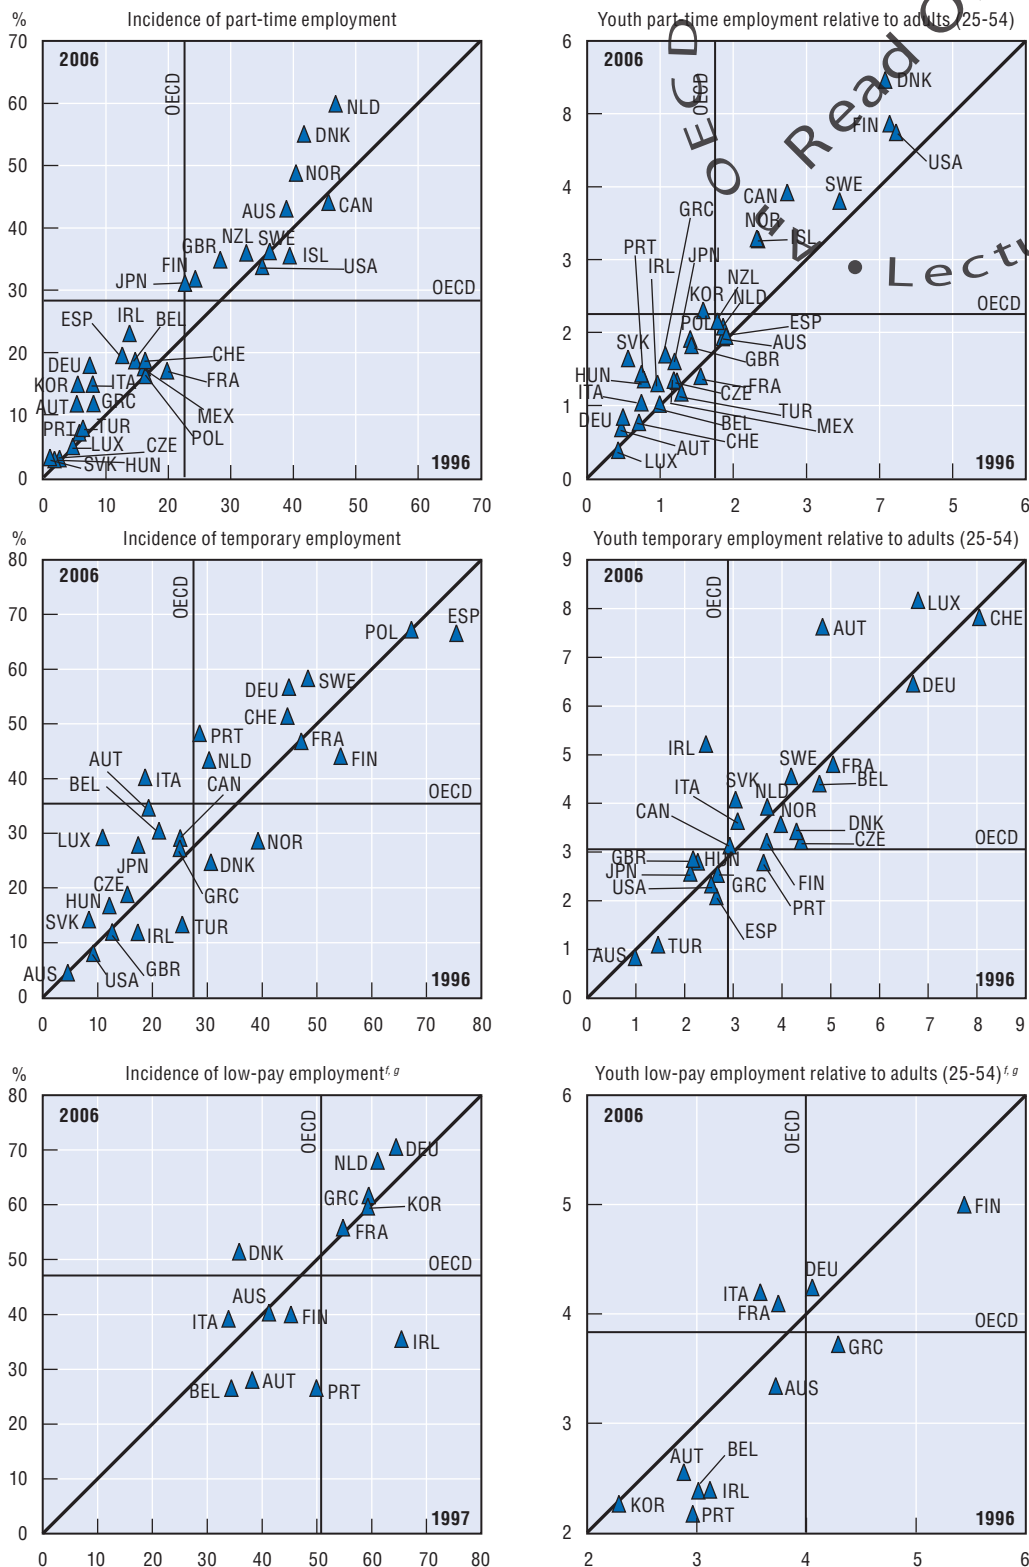 % Incidence of part-time employment
70
2006
OECD
60
NLD
DNK
50
NOR
AUS
CAN
40
NZL SWE
GBR
ISL
FIN
USA
JPN
30
OECD
IRL
ESP
BEL
20
DEU
CHE
KOR
ITA
FRA
AUT
GRC
10
MEX
PRT
TUR
POL
LUX
CZE
SVK
HUN
1996
0
0 10 20 30 40 50 60 70
Youth part-time employment relative to adults (25-54)
6
2006
OECD
DNK
8
FIN
USA
4
CAN
SWE
GRC
NOR
ISL
PRT
JPN
IRL
3
NZL
KOR
NLD
OECD
POL
ESP
2
SVK
AUS
GBR
HUN
FRA
ITA
CZE
TUR
1
DEU
BEL
MEX
CHE
AUT
LUX
1996
0
0 1 2 3 7 5 6
OECD
Read O
Lectu
% Incidence of temporary employment
80
2006
OECD
70
POL
ESP
60
SWE
DEU
CHE
50
PRT
FRA
NLD
FIN
AUT
ITA
CAN
40
BEL
OECD
30
LUX
NOR
JPN
DNK
20
CZE
GRC
HUN
SVK
TUR
IRL
10
GBR
AUS
USA
1996
0
0 10 20 30 40 50 60 70 80
Youth temporary employment relative to adults (25-54)
9
2006
OECD
8
LUX
CHE
AUT
7
DEU
6
IRL
5
SWE
FRA
SVK
BEL
ITA
NLD
4
CAN
NOR
DNK
CZE
OECD
3
GBR
HUN
JPN
USA
GRC
FIN
2
PRT
ESP
1
AUS
TUR
1996
0
0 1 2 3 4 5 6 7 8 9
% Incidence of low-pay employment f, g
80
2006
OECD
70
DEU
NLD
60
GRC
KOR
FRA
50
DNK
OECD
AUS
40
ITA
FIN
IRL
30
BEL
AUT
PRT
20
10
1997
0
0 10 20 30 40 50 60 70 80
Youth low-pay employment relative to adults (25-54) f, g
6
2006
OECD
5
FIN
DEU
ITA
FRA
4
OECD
GRC
AUS
3
AUT
BEL
IRL
KOR
PRT
1996
2
2 3 4 5 6